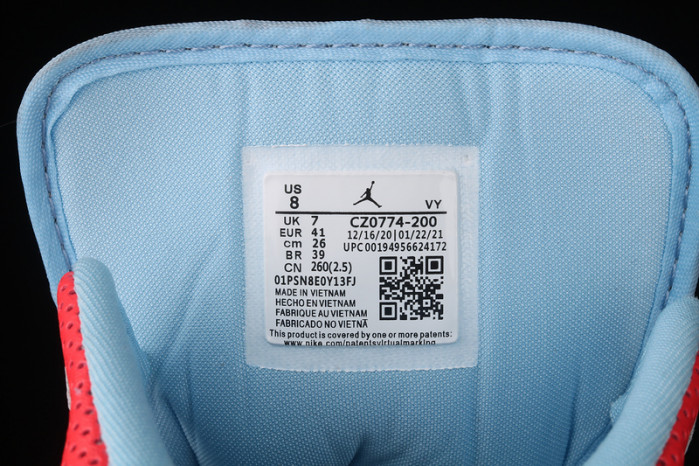 US
8 VY
UK 7 CZ0774-200
EUR 41 12/16/20|01/22/21
cm 26 UPC00194956624172
BR 39
CN 260(2.5)
01PSN8E0Y13FJ
MADE IN VIETNAM
HECHO EN VIETNAM
FABRIQUE AU VIETNAM
FABRICADO NO VIETNÃ
This product is covered by one or more patents:
www.nike.com/patentsvirtualmarking